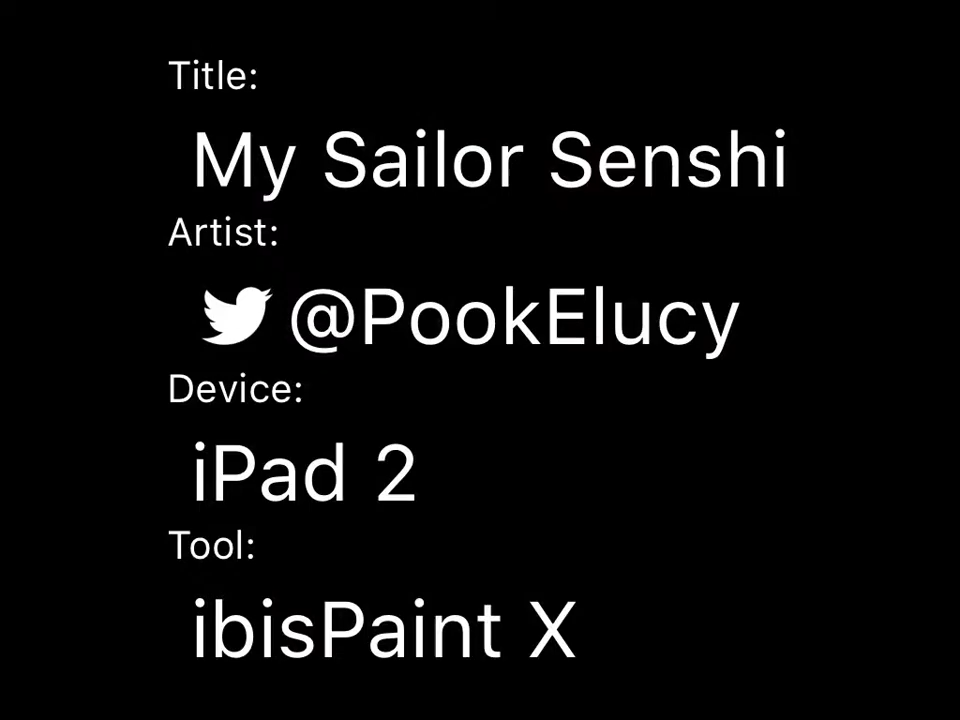 Title:
My Sailor Senshi
Artist:
@PookElucy
Device:
iPad 2
Tool:
ibisPaint X